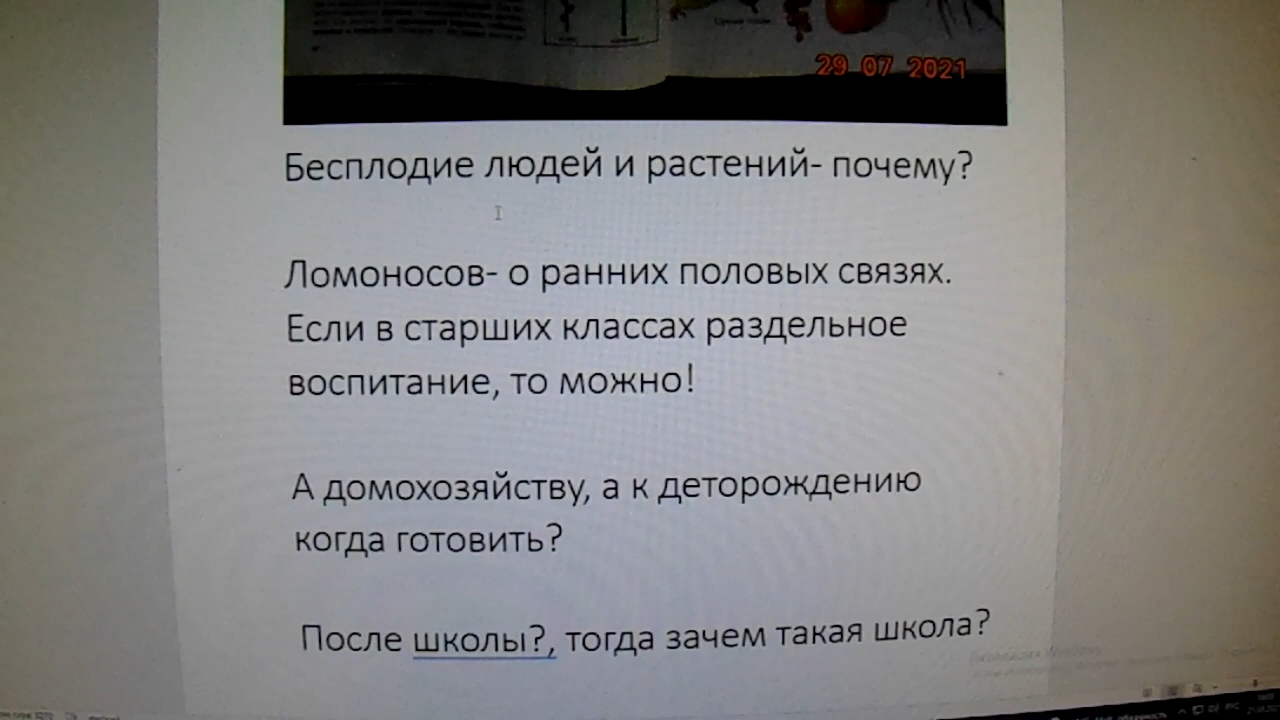 29 07 2021
Бесплодие людей и растений- почему?
Ломоносов- о ранних половых связях.
Если в старших классах раздельное
воспитание, то можно!
А домохозяйству, а к деторождению
когда готовить?
После школы?, тогда зачем такая школа?